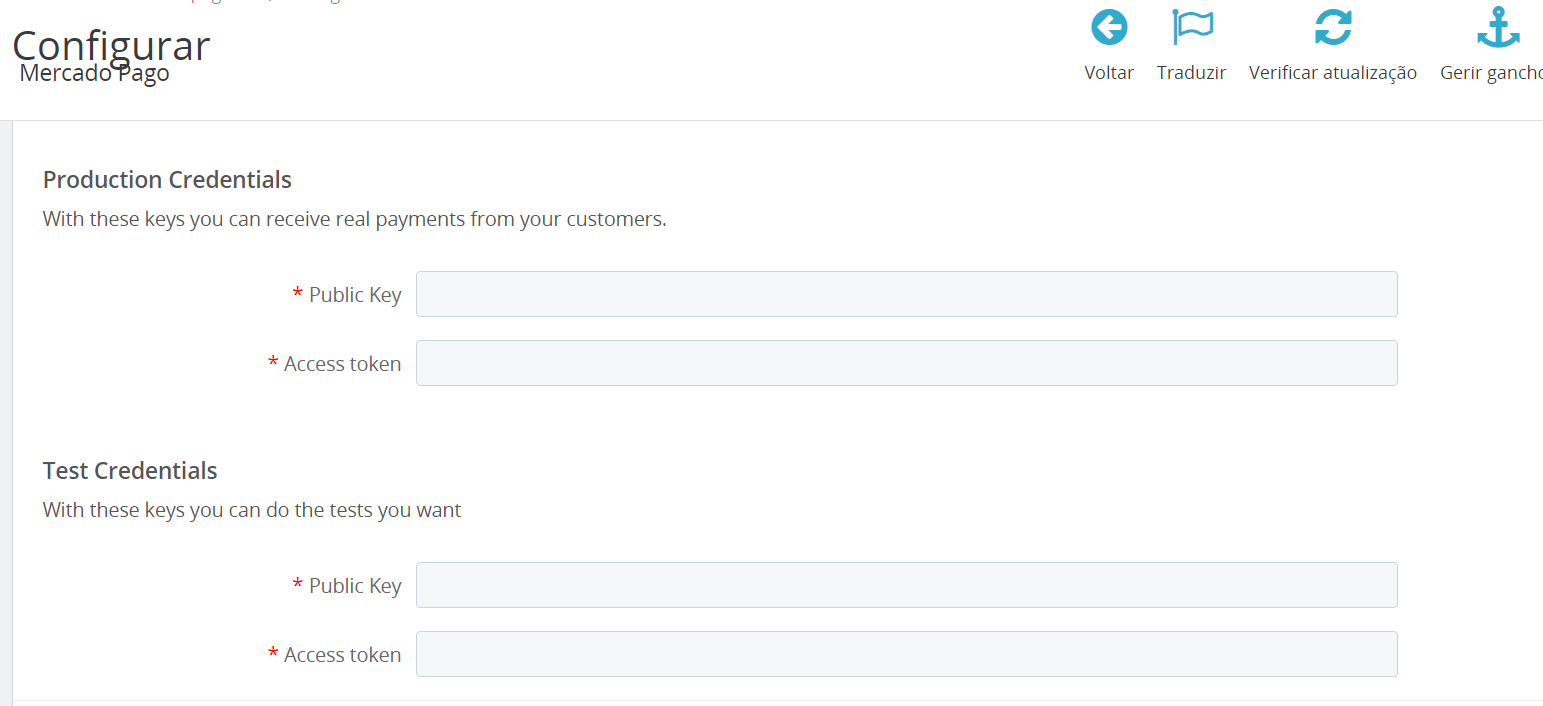 Configurar
Mercado Pago
Voltar
Traduzir
Verificar atualização
Gerir gancho
Production Credentials
With these keys you can receive real payments from your customers.
* Public Key
* Access token
Test Credentials
With these keys you can do the tests you want
* Public Key
* Access token